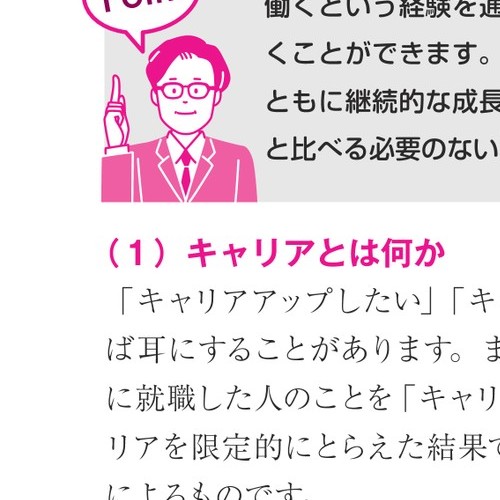 働くという経験を通
くことができます。
ともに継続的な成長
と比べる必要のない
（１）キャリアとは何か
「キャリアアップしたい」「キ
ば耳にすることがあります。ま
に就職した人のことを「キャリ
リアを限定的にとらえた結果で
によるものです。